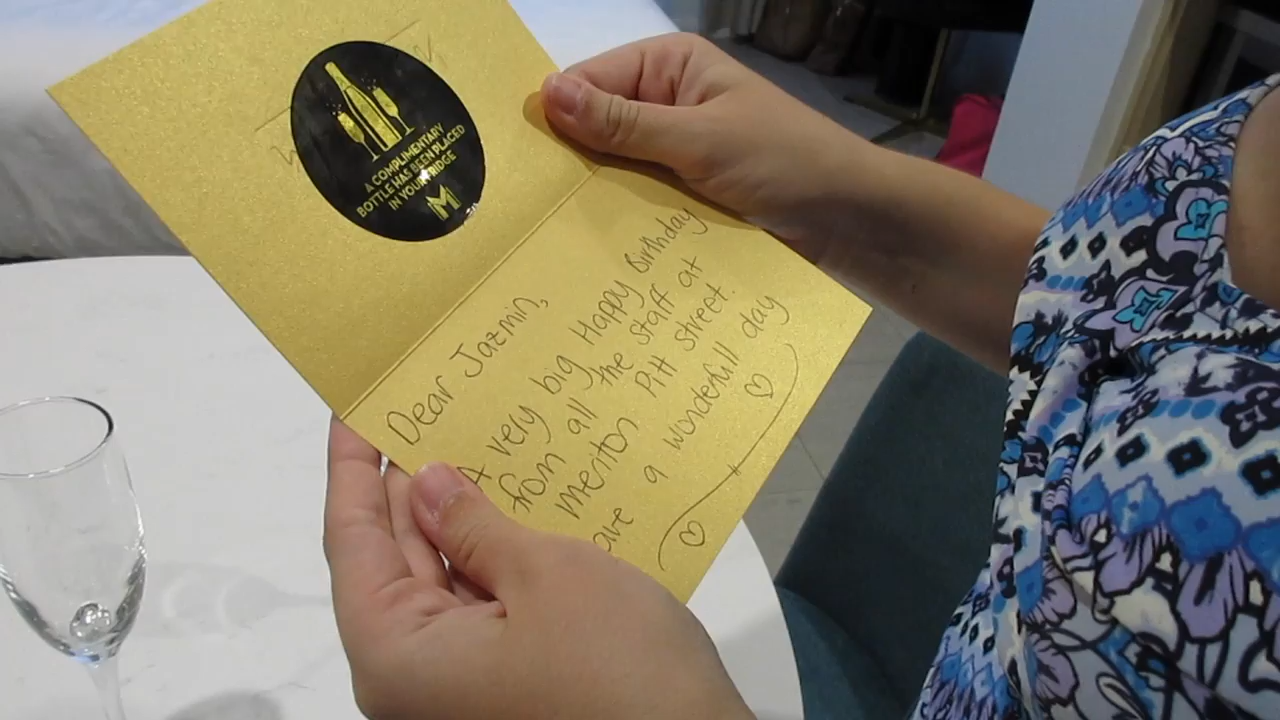 A COMPLIMENTARY
BOTTLE HAS BEEN PLACED
IN YOUR FRIDGE
M
Dear Jazmin,
A very big Happy Birthday
from all the staff at
meriton Pitt street.
ave a wonderfull day